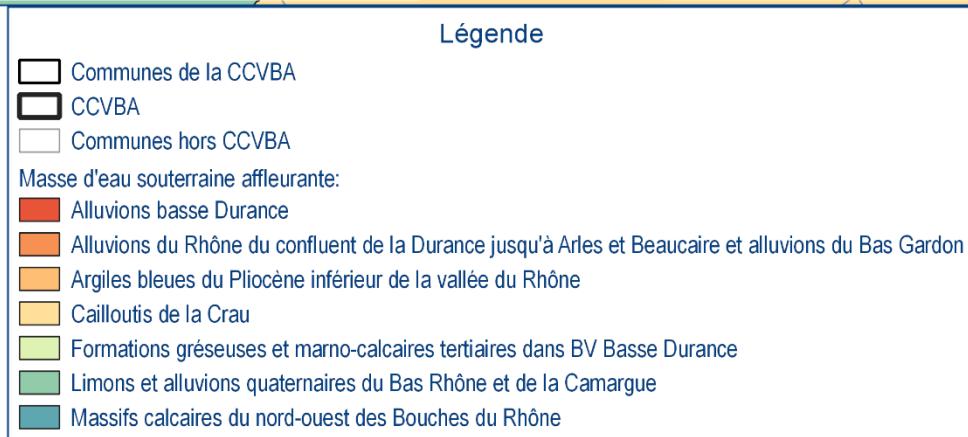 Légende
Communes de la CCVBA
CCVBA
Communes hors CCVBA
Masse d'eau souterraine affleurante:
Alluvions basse Durance
Alluvions du Rhône du confluent de la Durance jusqu'à Arles et Beaucaire et alluvions du Bas Gardon
Argiles bleues du Pliocène inférieur de la vallée du Rhône
Cailloutis de la Crau
Formations gréseuses et marno-calcaires tertiaires dans BV Basse Durance
Limons et alluvions quaternaires du Bas Rhône et de la Camargue
Massifs calcaires du nord-ouest des Bouches du Rhône